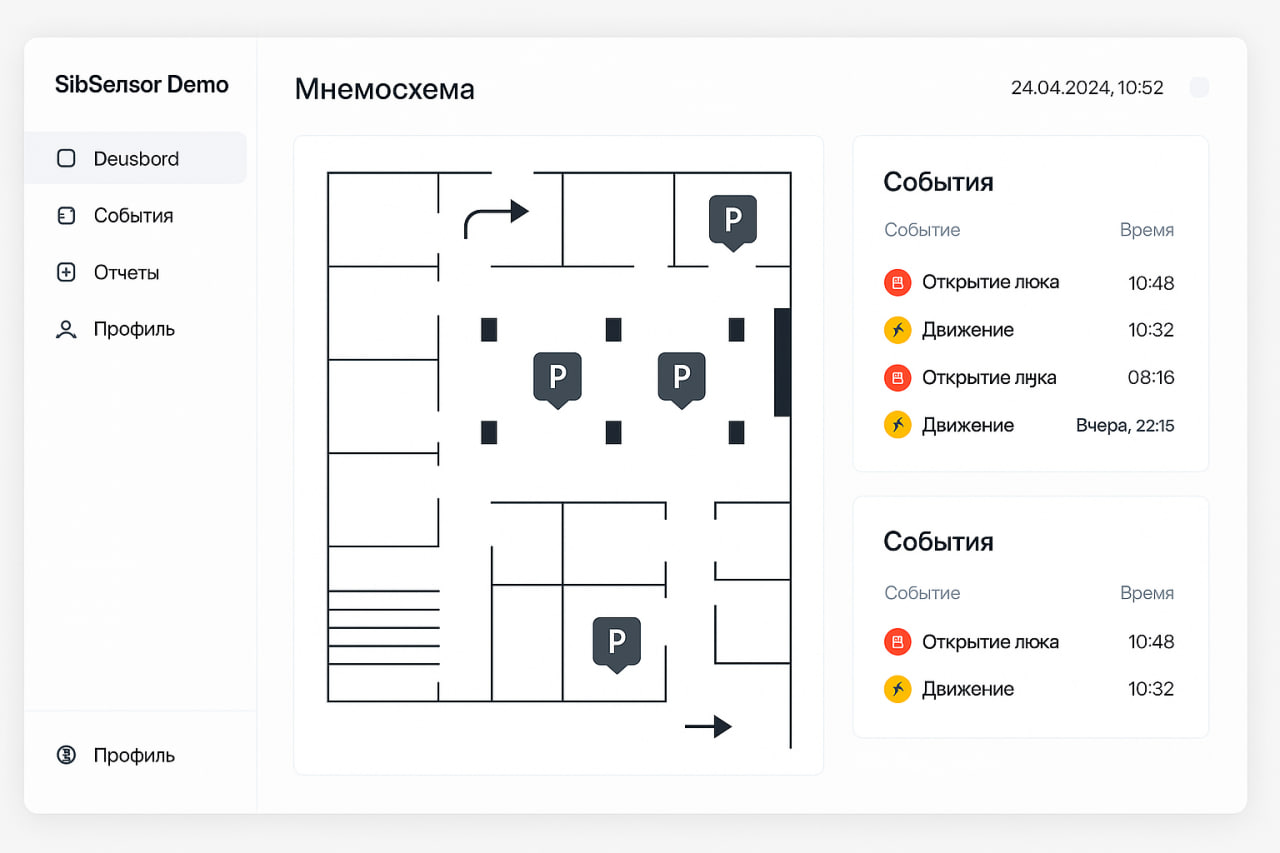 SibSелsor Demo
Deusbord
События
Отчеты
Профиль
Профиль
Мнемосхема
24.04.2024, 10:52
P
P
P
P
События
Событие Время
Открытие люка 10:48
Движение 10:32
Открытие 08:16
Движение Вчера, 22:15
События
Событие Время
Открытие люка 10:48
Движение 10:32